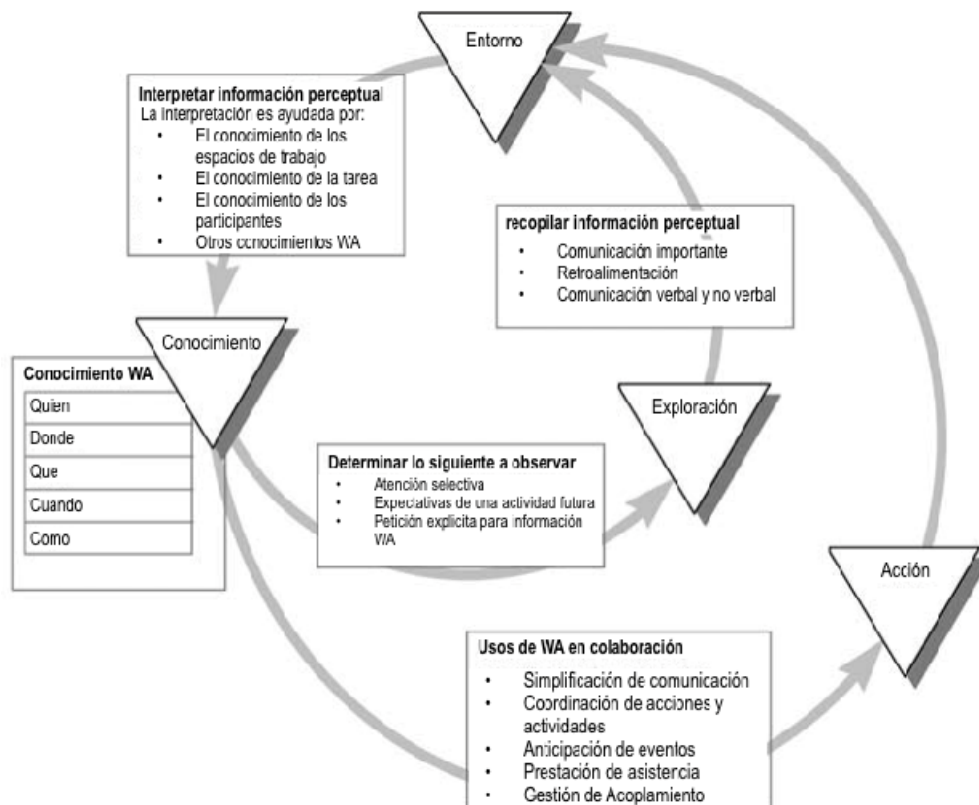 Entorno
Interpretar información perceptual
La interpretación es ayudada por:
• El conocimiento de los
espacios de trabajo
• El conocimiento de la tarea
• El conocimiento de los
participantes
• Otros conocimientos WA
recopilar información perceptual
• Comunicación importante
• Retroalimentación
• Comunicación verbal y no verbal
Conocimiento
Conocimiento WA
Quien
Donde
Que
Cuando
Como
Exploración
Determinar lo siguiente a observar
• Atención selectiva
• Expectativas de una actividad futura
• Petición explicita para información
WA
Acción
Usos de WA en colaboración
• Simplificación de comunicación
• Coordinación de acciones y
actividades
• Anticipación de eventos
• Prestación de asistencia
• Gestión de Acoplamiento